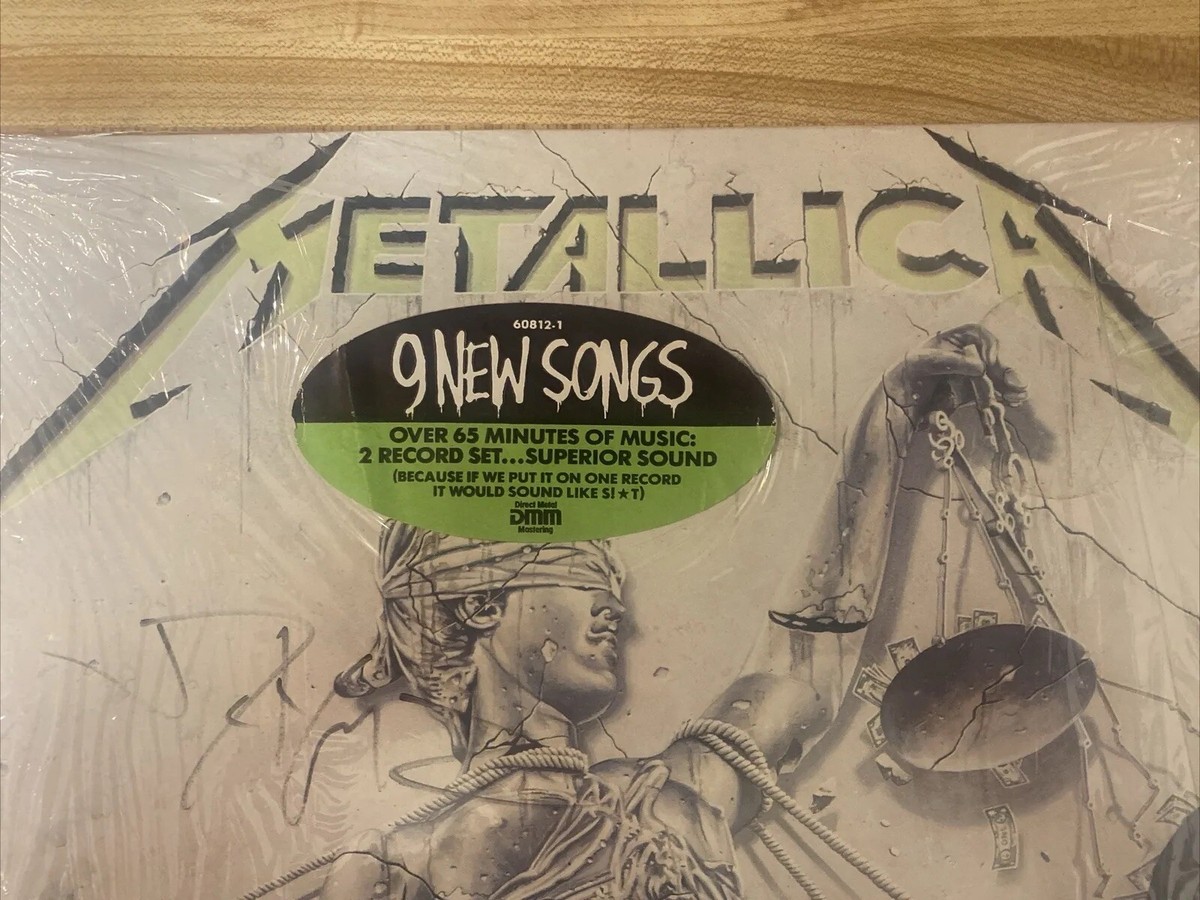 METALLICA
60812-1
9 NEW SONGS
OVER 65 MINUTES OF MUSIC:
2 RECORD SET...SUPERIOR SOUND
(BECAUSE IF WE PUT IT ON ONE RECORD
IT WOULD SOUND LIKE S!★T)
Direct Metal
DMM
Mastering